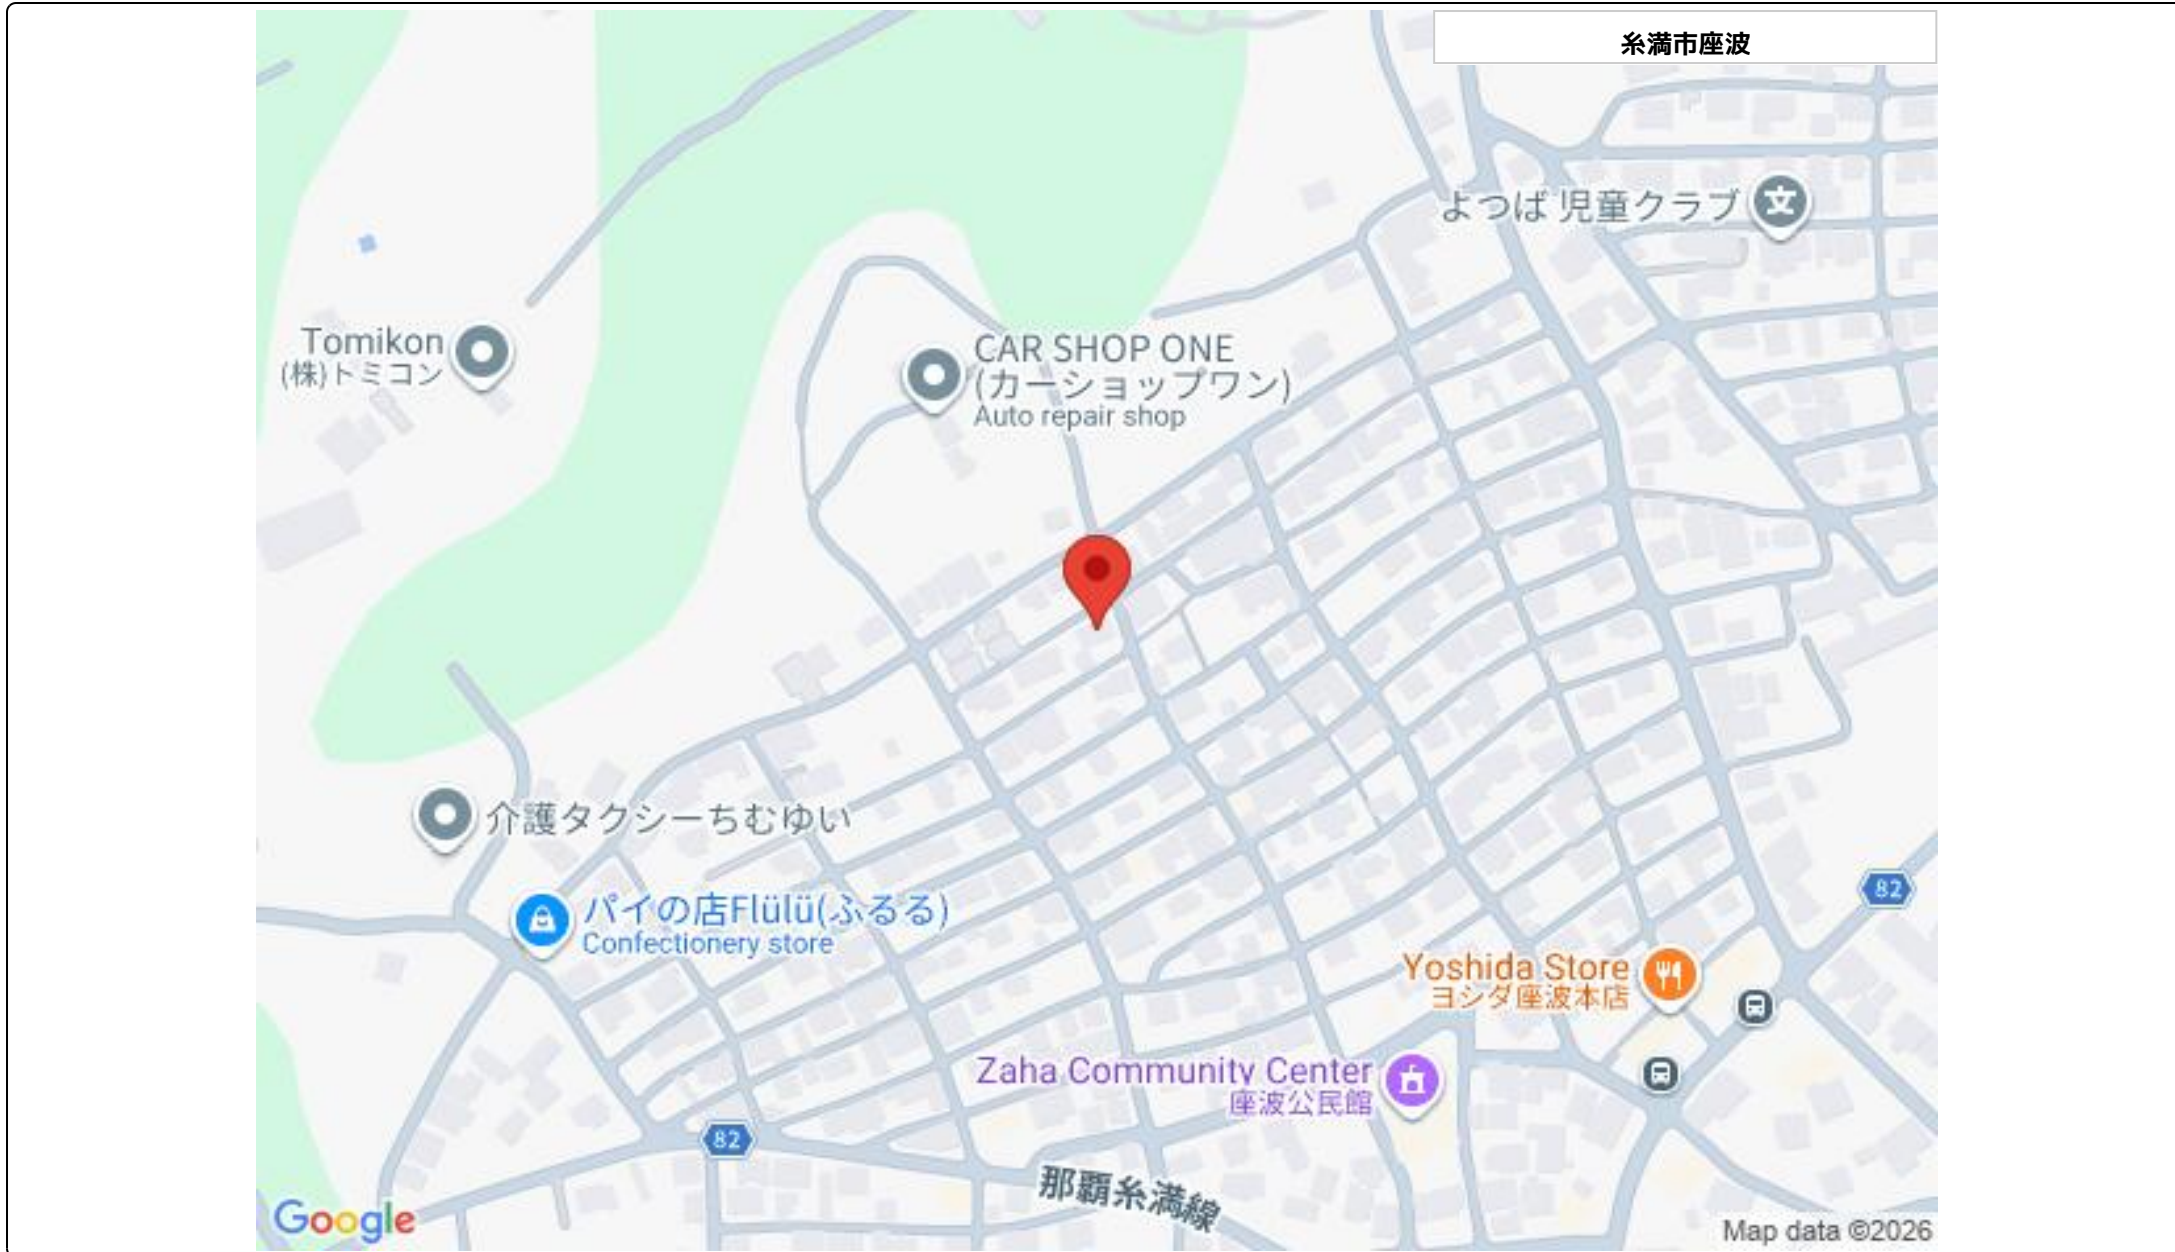 糸満市座波
よつば 児童クラブ
Tomikon
(株)トミコン
CAR SHOP ONE
(カーショップワン)
Auto repair shop
介護タクシーちむゆい
82
パイの店Flülü(ふるる)
Confectionery store
Yoshida Store
ヨシダ座波本店
Zaha Community Center
座波公民館
82
那覇糸満線
Google
Map data ©2026